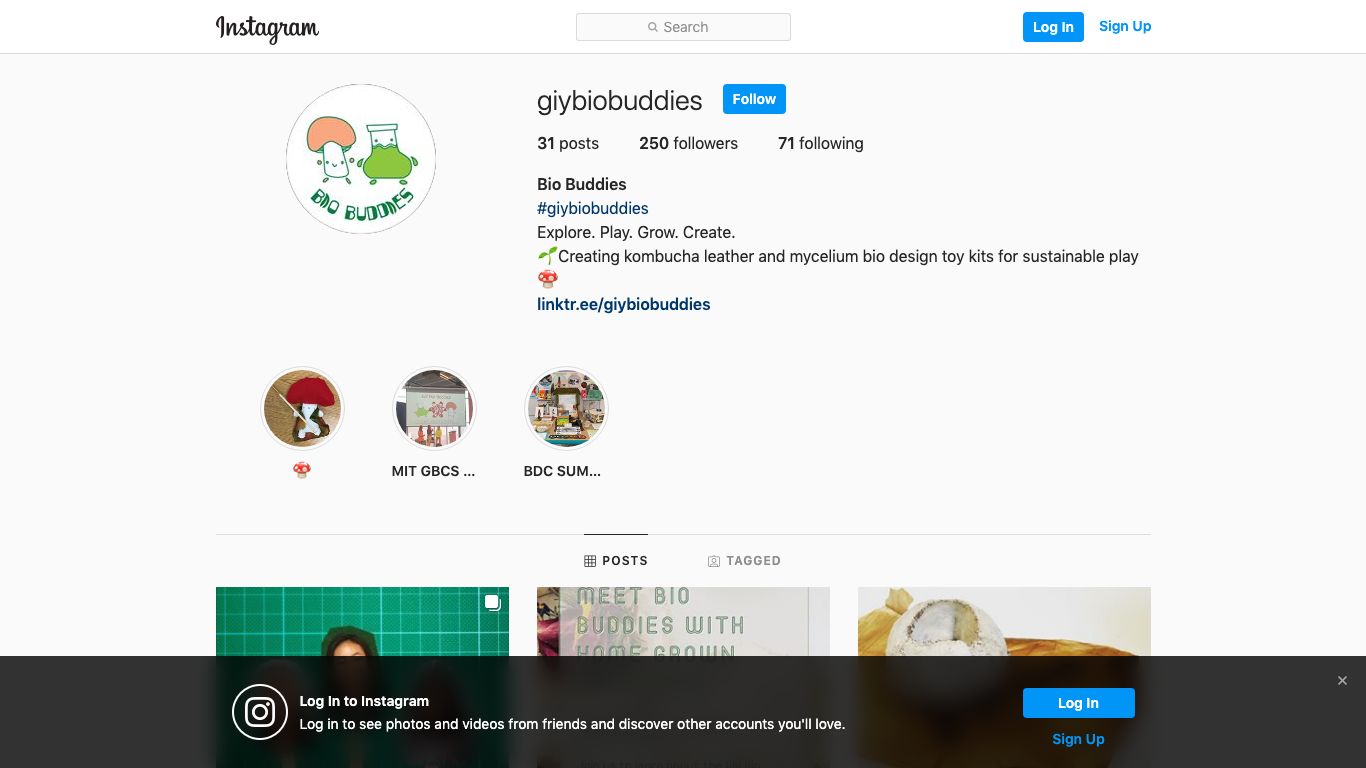 Instagram
Search
Log In
Sign Up
BIO BUDDIES
giybiobuddies
Follow
31 posts
250 followers
71 following
Bio Buddies
#giybiobuddies
Explore. Play. Grow. Create.
🌱Creating kombucha leather and mycelium bio design toy kits for sustainable play
🍄
linktr.ee/giybiobuddies
🍄
MIT GBCS ...
BDC SUM...
POSTS
TAGGED
MEET BIO
BUDDIES WITH
HOME GROWN
Log In to Instagram
Log in to see photos and videos from friends and discover other accounts you'll love.
Log In
Sign Up